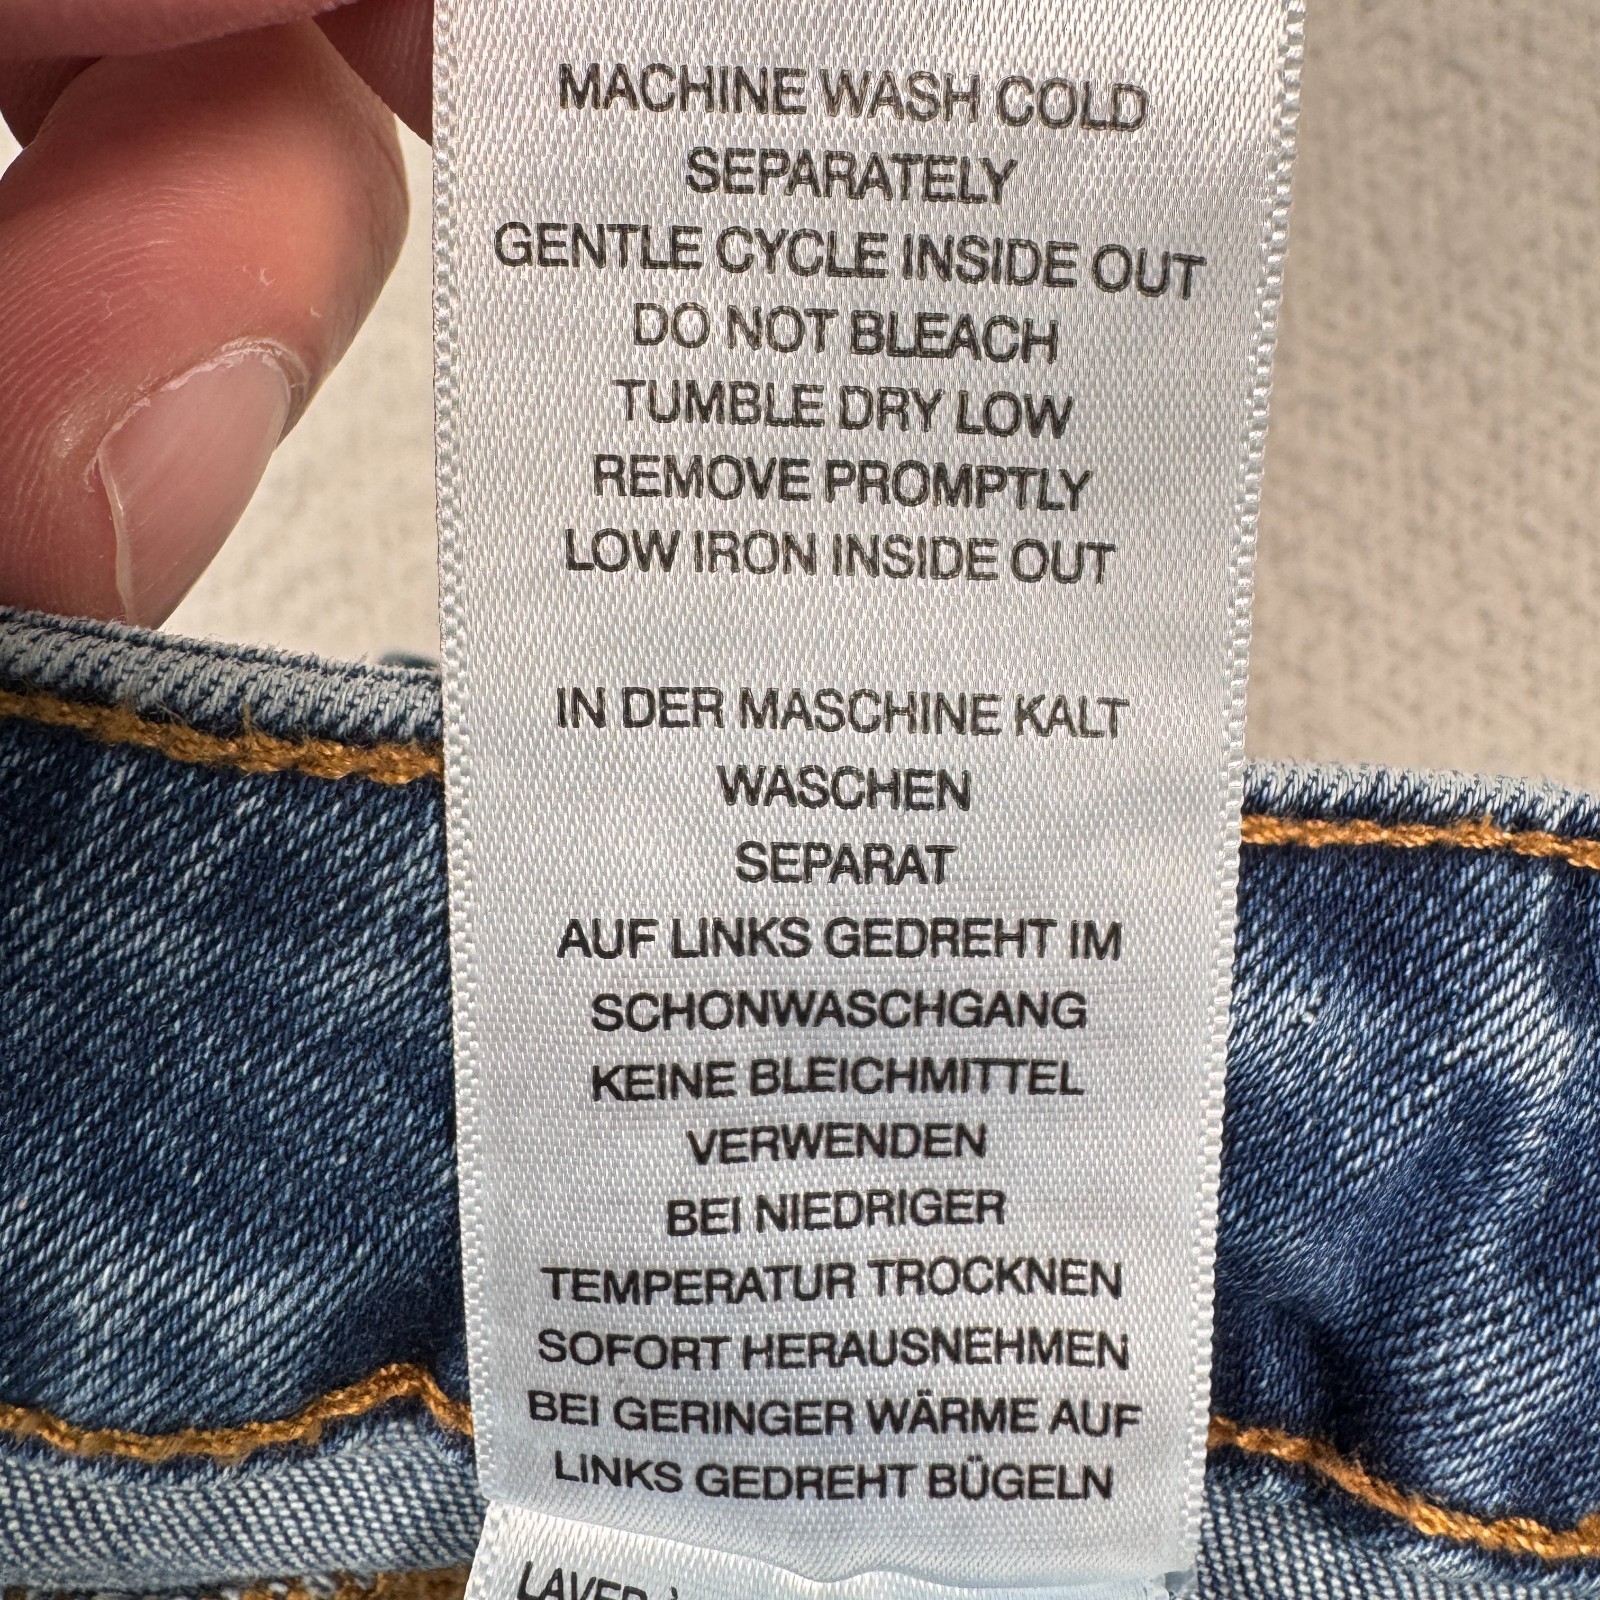 MACHINE WASH COLD
SEPARATELY
GENTLE CYCLE INSIDE OUT
DO NOT BLEACH
TUMBLE DRY LOW
REMOVE PROMPTLY
LOW IRON INSIDE OUT
IN DER MASCHINE KALT
WASCHEN
SEPARAT
AUF LINKS GEDREHT IM
SCHONWASCHGANG
KEINE BLEICHMITTEL
VERWENDEN
BEI NIEDRIGER
TEMPERATUR TROCKNEN
SOFORT HERAUSNEHMEN
BEI GERINGER WÄRME AUF
LINKS GEDREHT BÜGELN